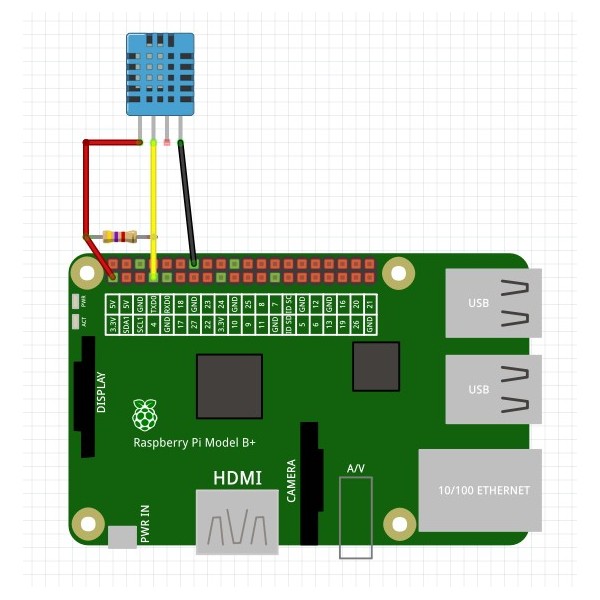 PWR
ACT
5V 5V GND TXD0 RXD0 18 GND 23 24 GND 25 8 7 ID SC GND 12 GND 16 20 21
3.3V SDA1 SCL1 4 GND 17 27 22 3.3V 10 9 11 GND ID SD 5 6 13 19 26 GND
USB
DISPLAY
USB
Raspberry Pi Model B+
HDMI
CAMERA
A/V
10/100 ETHERNET
PWR IN